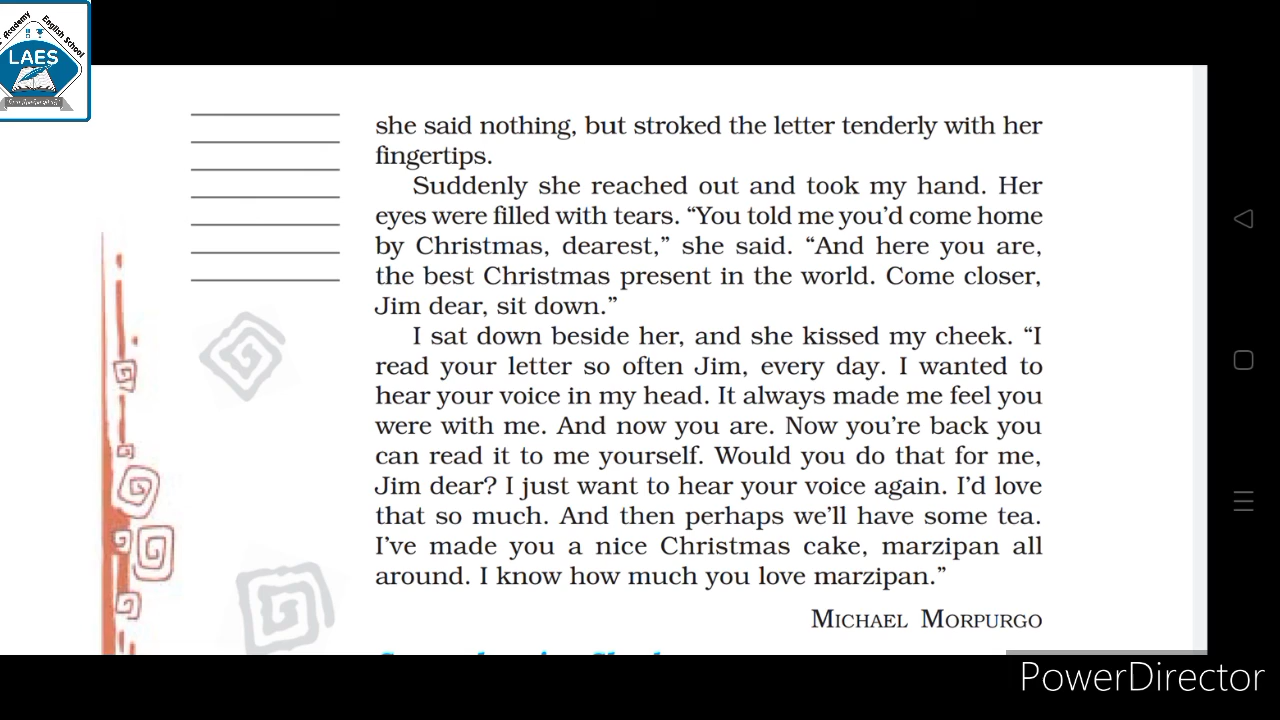 Academy English School
LAES
she said nothing, but stroked the letter tenderly with her
fingertips.
Suddenly she reached out and took my hand. Her
eyes were filled with tears. “You told me you’d come home
by Christmas, dearest,” she said. “And here you are,
the best Christmas present in the world. Come closer,
Jim dear, sit down.”
I sat down beside her, and she kissed my cheek. “I
read your letter so often Jim, every day. I wanted to
hear your voice in my head. It always made me feel you
were with me. And now you are. Now you’re back you
can read it to me yourself. Would you do that for me,
Jim dear? I just want to hear your voice again. I’d love
that so much. And then perhaps we’ll have some tea.
I’ve made you a nice Christmas cake, marzipan all
around. I know how much you love marzipan.”
MICHAEL MORPURGO
PowerDirector